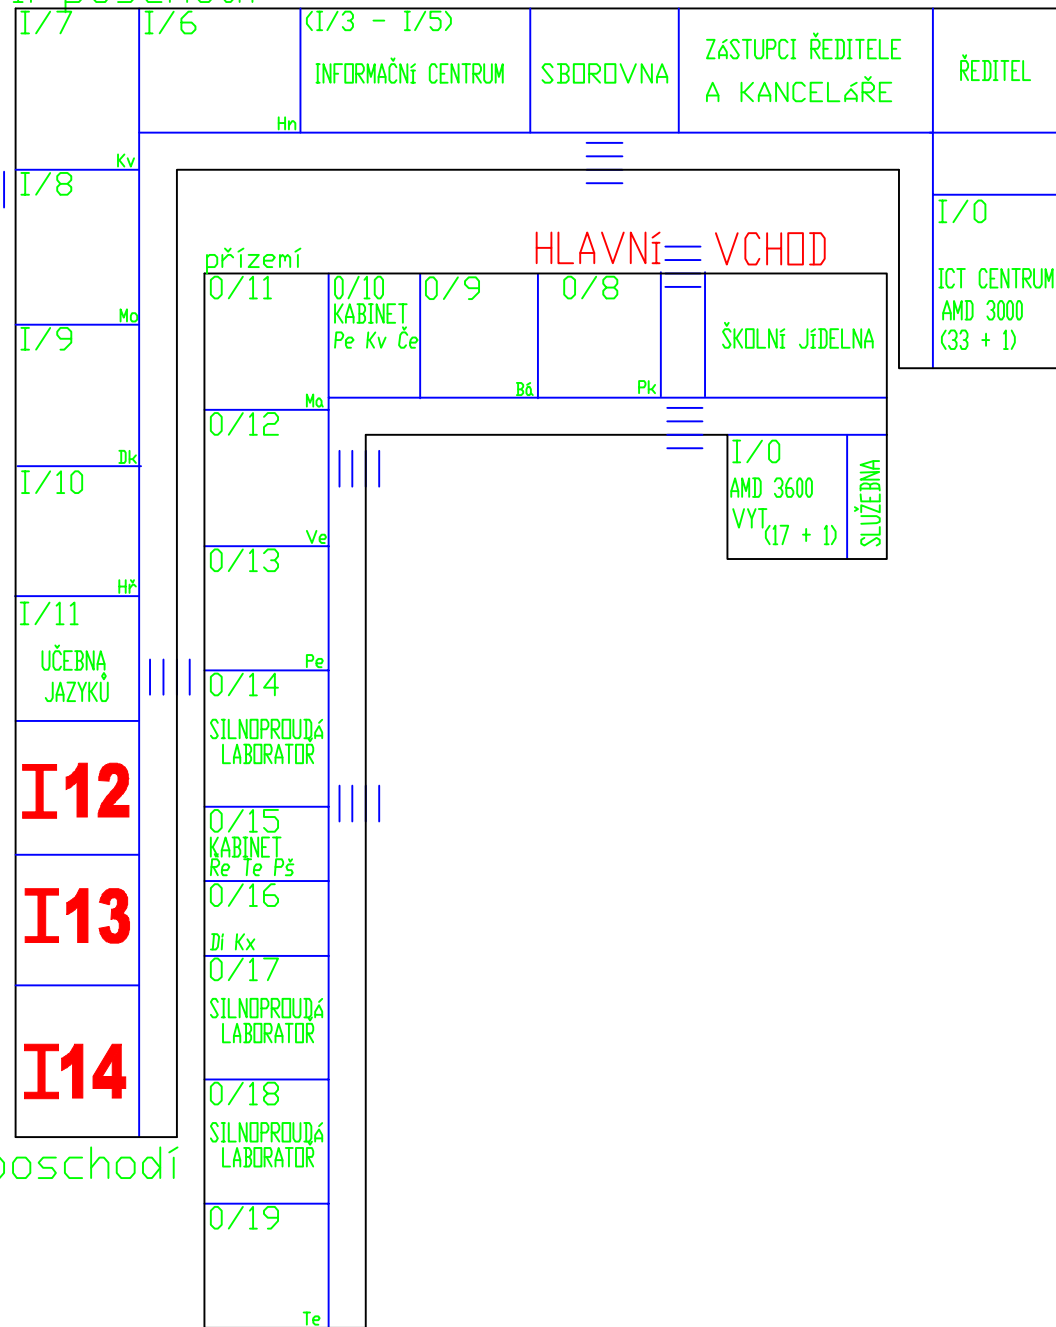 I/7
I/6
(I/3 - I/5)
INFORMAČNÍ CENTRUM
SBOROVNA
ZÁSTUPCI ŘEDITELE
A KANCELÁŘE
ŘEDITEL
Hn
Kv
I/8
I/0
ICT CENTRUM
AMD 3000
(33 + 1)
HLAVNÍ VCHOD
přízemí
0/11
0/10
KABINET
Pe Kv Če
0/9
0/8
ŠKOLNÍ JÍDELNA
Mo
I/9
Ma
Bá
Pk
0/12
I/0
AMD 3600
VYT
(17 + 1)
SLUŽEBNA
Dk
I/10
Ve
0/13
Hř
I/11
UČEBNA
JAZYKŮ
Pe
0/14
SILNOPROUDÁ
LABORATOŘ
I12
0/15
KABINET
Ře Te Pš
I13
0/16
Di Kx
0/17
SILNOPROUDÁ
LABORATOŘ
I14
0/18
SILNOPROUDÁ
LABORATOŘ
poschodí
0/19
Te